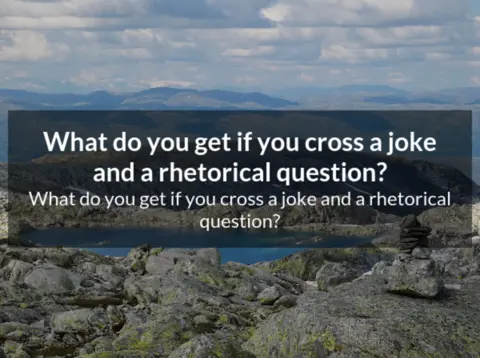 What do you get if you cross a joke
and a rhetorical question?
What do you get if you cross a joke and a rhetorical
question?